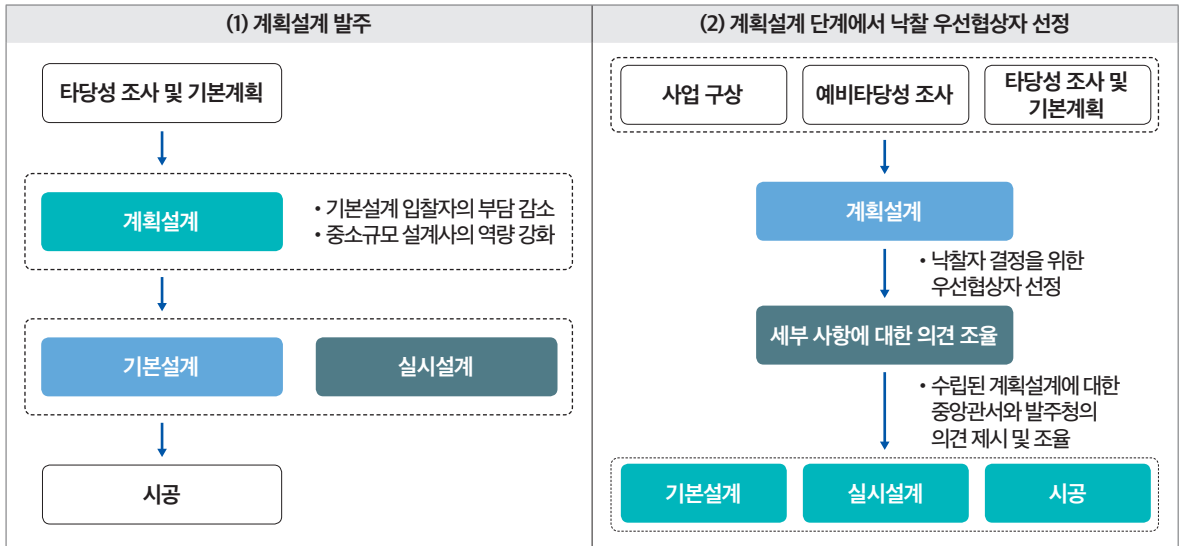 (1) 계획설계 발주
타당성 조사 및 기본계획
계획설계
• 기본설계 입찰자의 부담 감소
• 중소규모 설계사의 역량 강화
기본설계
실시설계
시공
(2) 계획설계 단계에서 낙찰 우선협상자 선정
사업 구상
예비타당성 조사
타당성 조사 및
기본계획
계획설계
• 낙찰자 결정을 위한
우선협상자 선정
세부 사항에 대한 의견 조율
• 수립된 계획설계에 대한
중앙관서와 발주청의
의견 제시 및 조율
기본설계
실시설계
시공